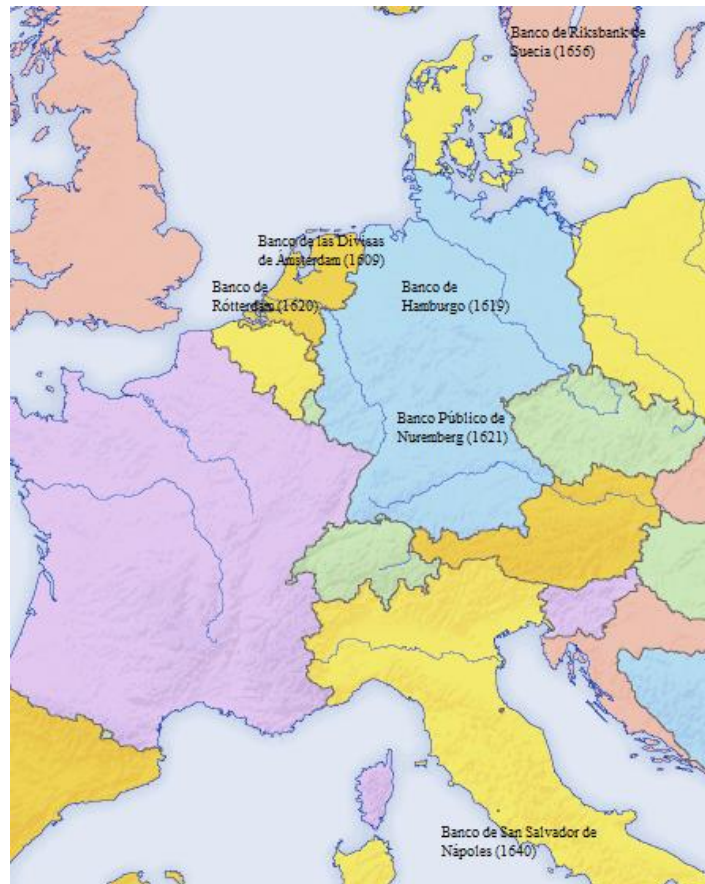 Banco de Riksbank de
Suecia (1656)
Banco de las Divisas
de Ámsterdam (1609)
Banco de
Rótterdam (1620)
Banco de
Hamburgo (1619)
Banco Público de
Nuremberg (1621)
Banco de San Salvador de
Nápoles (1640)